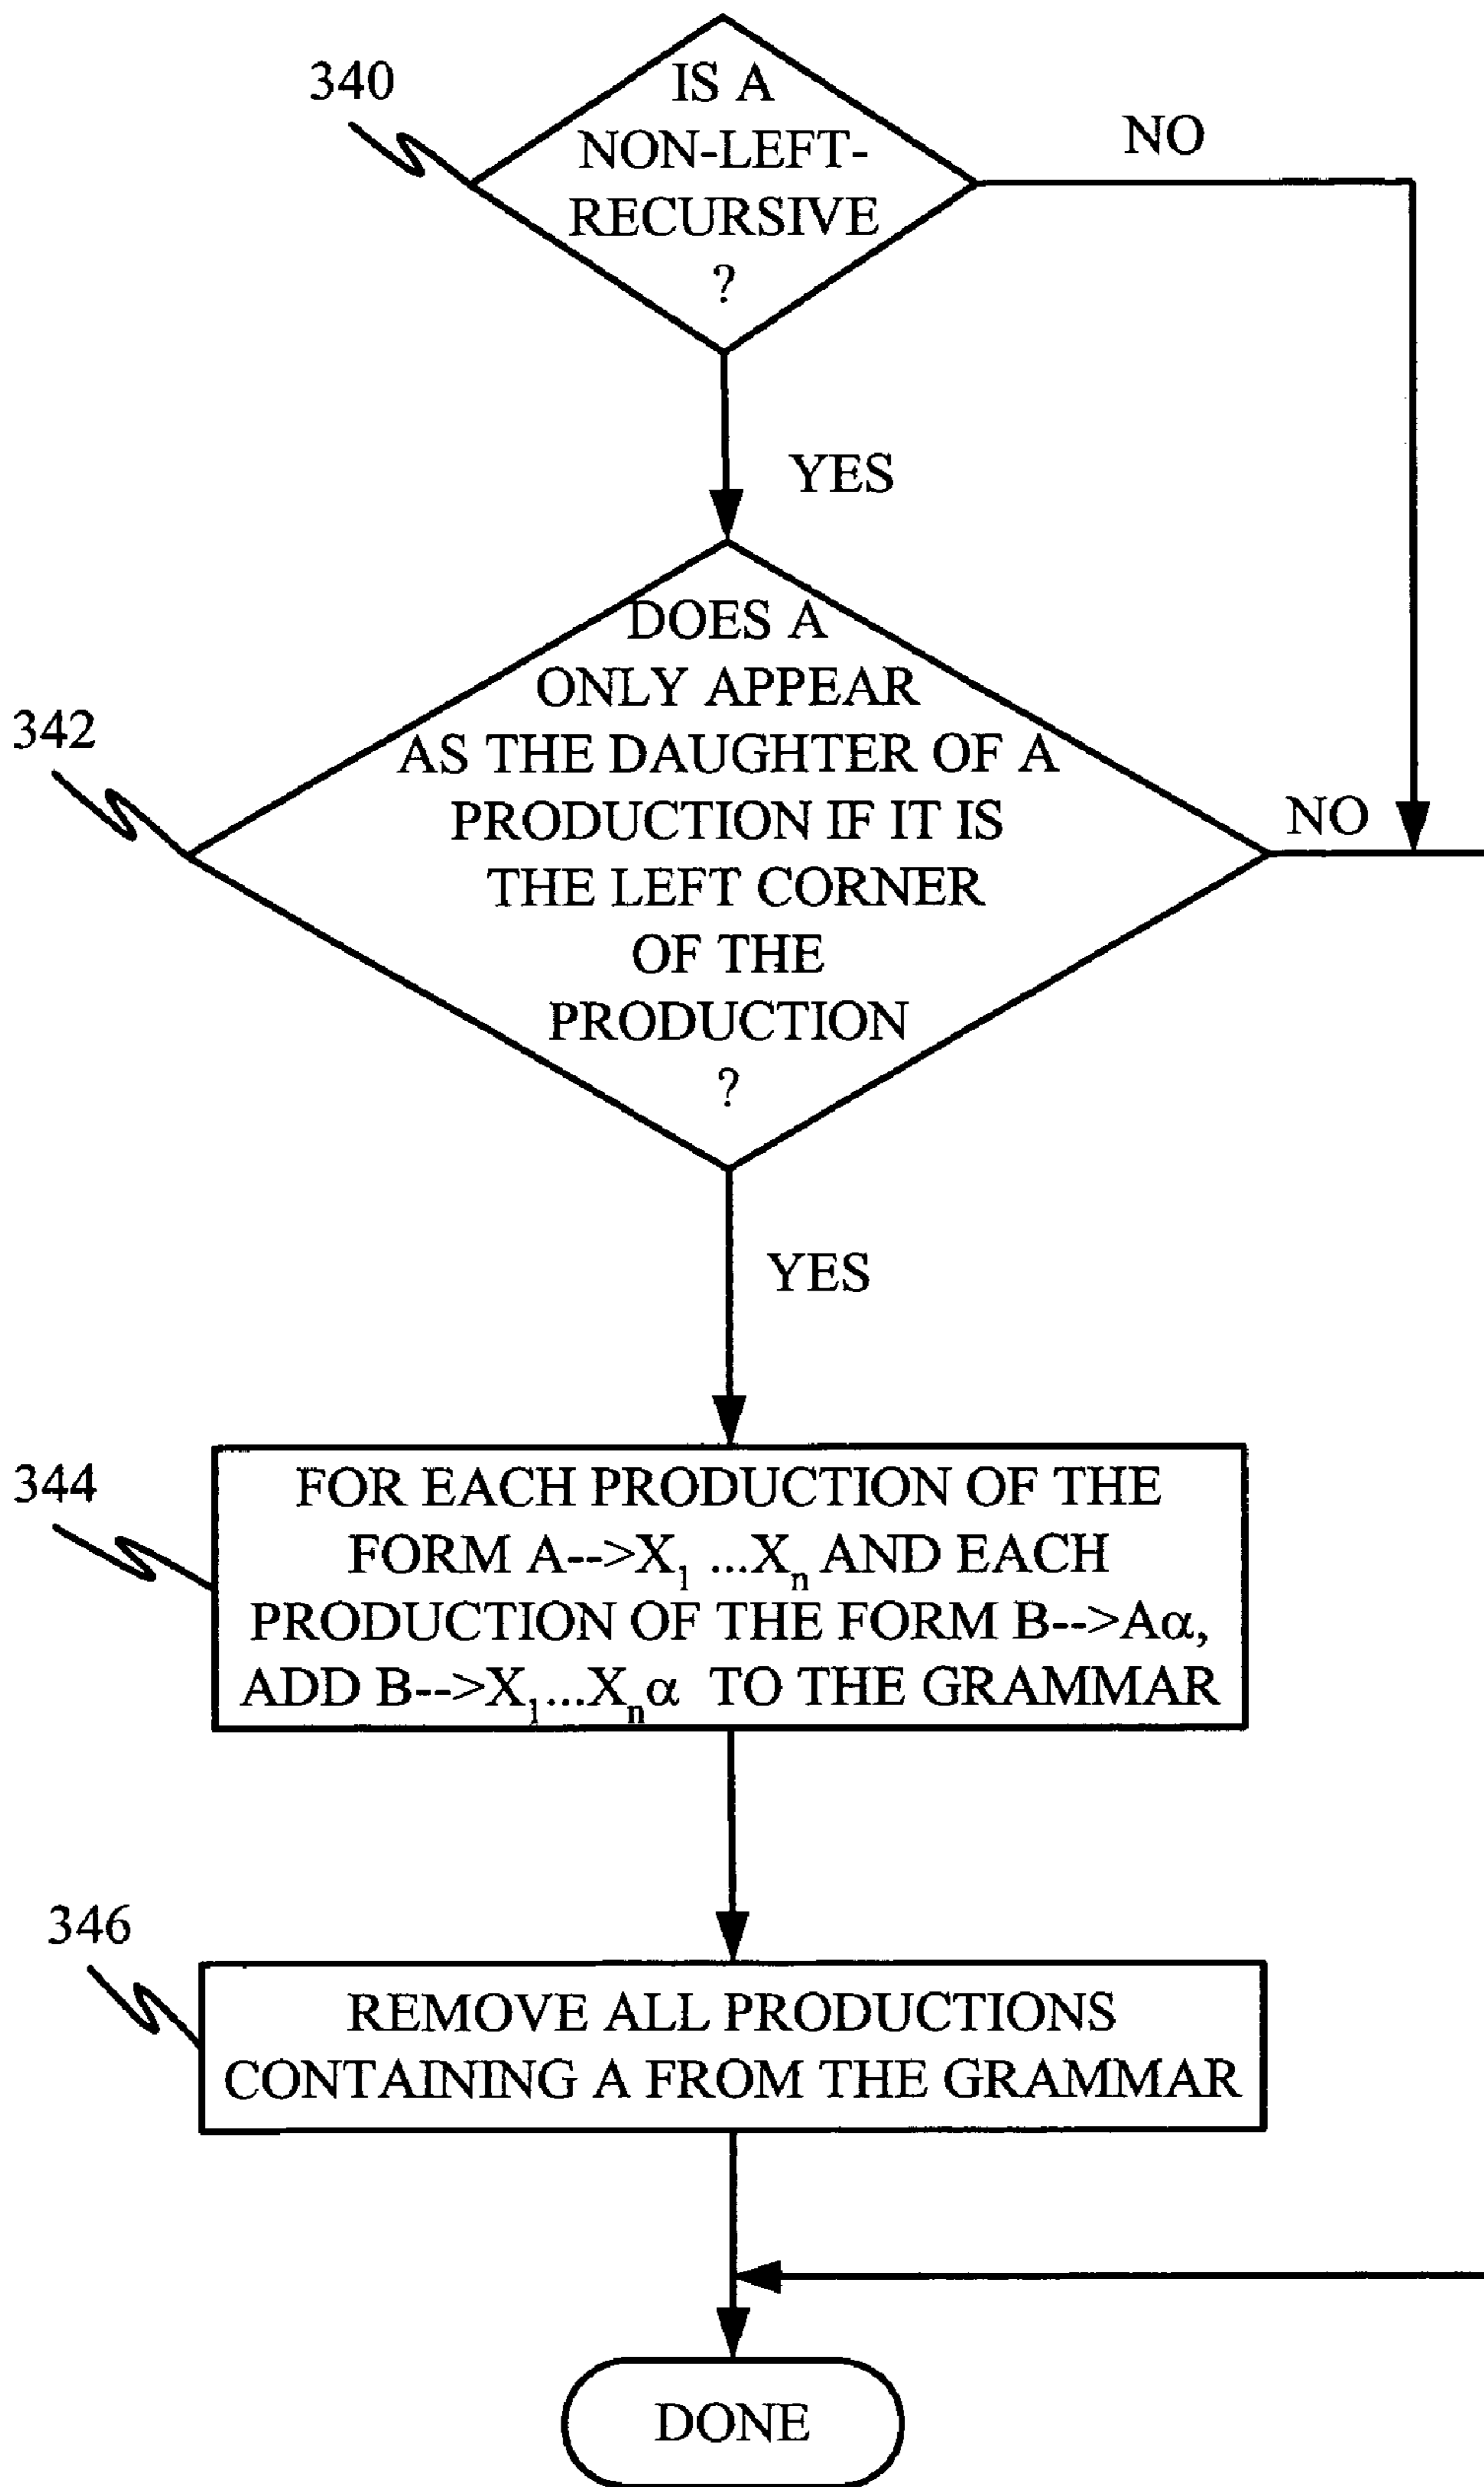 340
IS A
NON-LEFT-
RECURSIVE
?
NO
YES
342
DOES A
ONLY APPEAR
AS THE DAUGHTER OF A
PRODUCTION IF IT IS
THE LEFT CORNER
OF THE
PRODUCTION
?
NO
YES
344
FOR EACH PRODUCTION OF THE
FORM A-->X₁ ...Xₙ AND EACH
PRODUCTION OF THE FORM B-->Aα,
ADD B-->X₁...Xₙα TO THE GRAMMAR
346
REMOVE ALL PRODUCTIONS
CONTAINING A FROM THE GRAMMAR
DONE